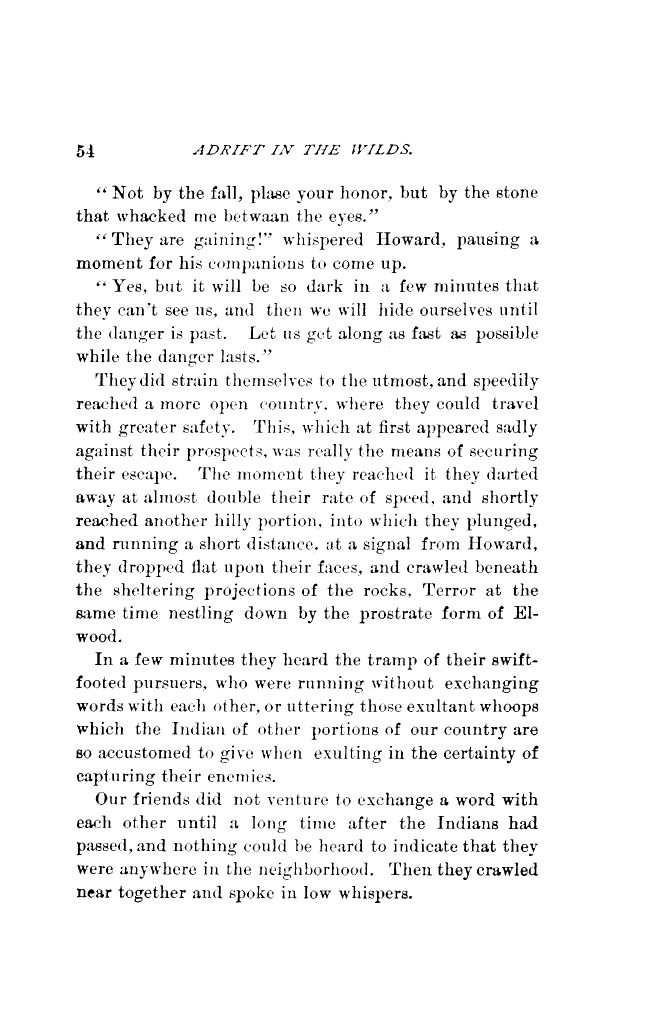 54 ADRIFT IN THE WILDS.
“Not by the fall, plase your honor, but by the stone
that whacked me betwaan the eyes.”
“They are gaining!” whispered Howard, pausing a
moment for his companions to come up.
“Yes, but it will be so dark in a few minutes that
they can't see us, and then we will hide ourselves until
the danger is past. Let us get along as fast as possible
while the danger lasts.”
They did strain themselves to the utmost, and speedily
reached a more open country, where they could travel
with greater safety. This, which at first appeared sadly
against their prospects, was really the means of securing
their escape. The moment they reached it they darted
away at almost double their rate of speed, and shortly
reached another hilly portion, into which they plunged,
and running a short distance, at a signal from Howard,
they dropped flat upon their faces, and crawled beneath
the sheltering projections of the rocks, Terror at the
same time nestling down by the prostrate form of El-
wood.
In a few minutes they heard the tramp of their swift-
footed pursuers, who were running without exchanging
words with each other, or uttering those exultant whoops
which the Indian of other portions of our country are
so accustomed to give when exulting in the certainty of
capturing their enemies.
Our friends did not venture to exchange a word with
each other until a long time after the Indians had
passed, and nothing could be heard to indicate that they
were anywhere in the neighborhood. Then they crawled
near together and spoke in low whispers.